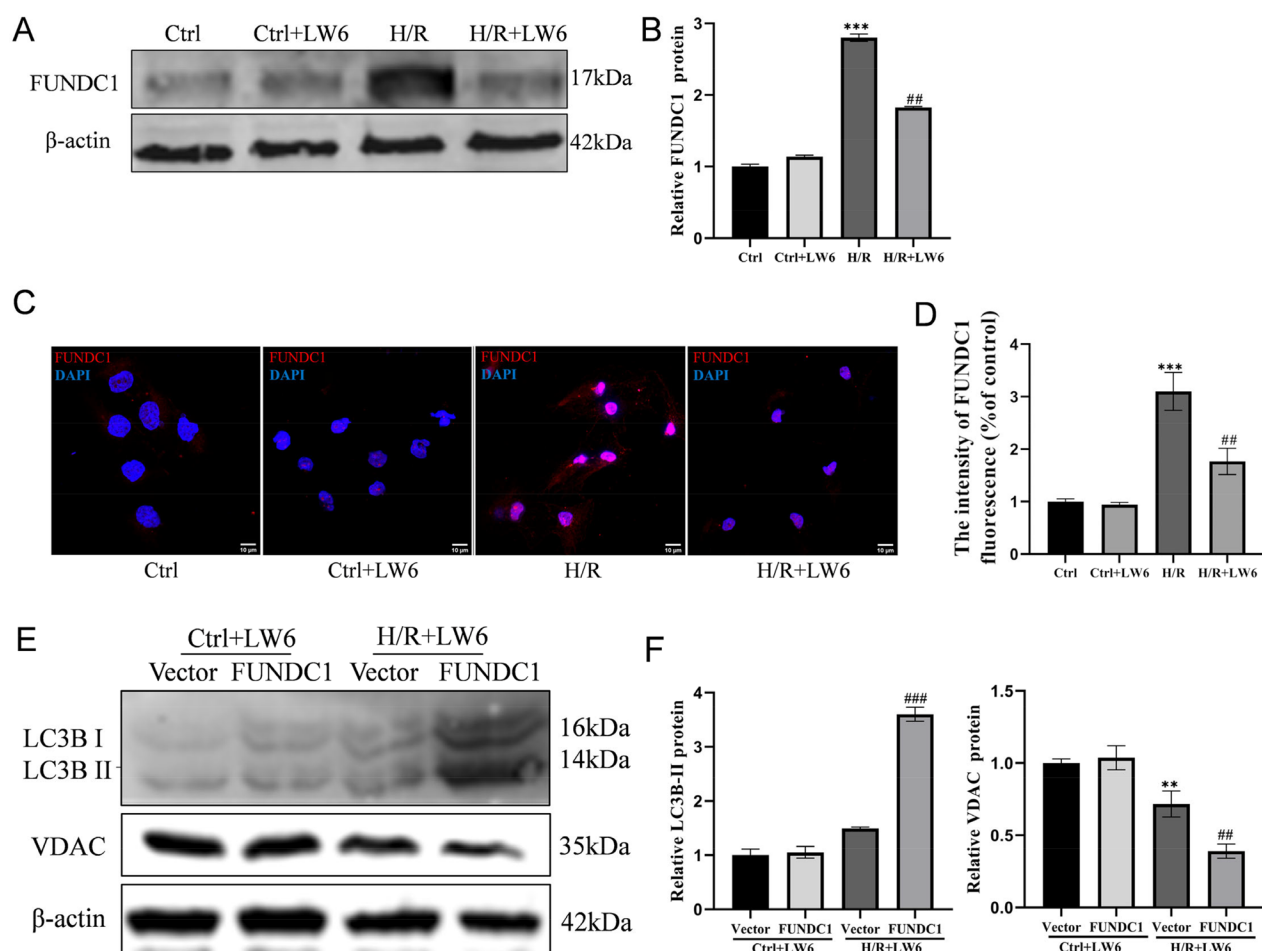 A
Ctrl Ctrl+LW6 H/R H/R+LW6
FUNDC1 17kDa
β-actin 42kDa
B
Relative FUNDC1 protein
3
2
1
0
***
##
Ctrl Ctrl+LW6 H/R H/R+LW6
C
FUNDC1
DAPI
10 μm
Ctrl
FUNDC1
DAPI
10 μm
Ctrl+LW6
FUNDC1
DAPI
10 μm
H/R
FUNDC1
DAPI
10 μm
H/R+LW6
D
The intensity of FUNDC1
fluorescence (% of control)
4
3
2
1
0
***
##
Ctrl Ctrl+LW6 H/R H/R+LW6
E
Ctrl+LW6 H/R+LW6
Vector FUNDC1 Vector FUNDC1
LC3B I 16kDa
LC3B II 14kDa
VDAC 35kDa
β-actin 42kDa
F
Relative LC3B-II protein
4
3
2
1
0
###
Vector FUNDC1 Vector FUNDC1
Ctrl+LW6 H/R+LW6
Relative VDAC protein
1.5
1.0
0.5
0.0
**
##
Vector FUNDC1 Vector FUNDC1
Ctrl+LW6 H/R+LW6